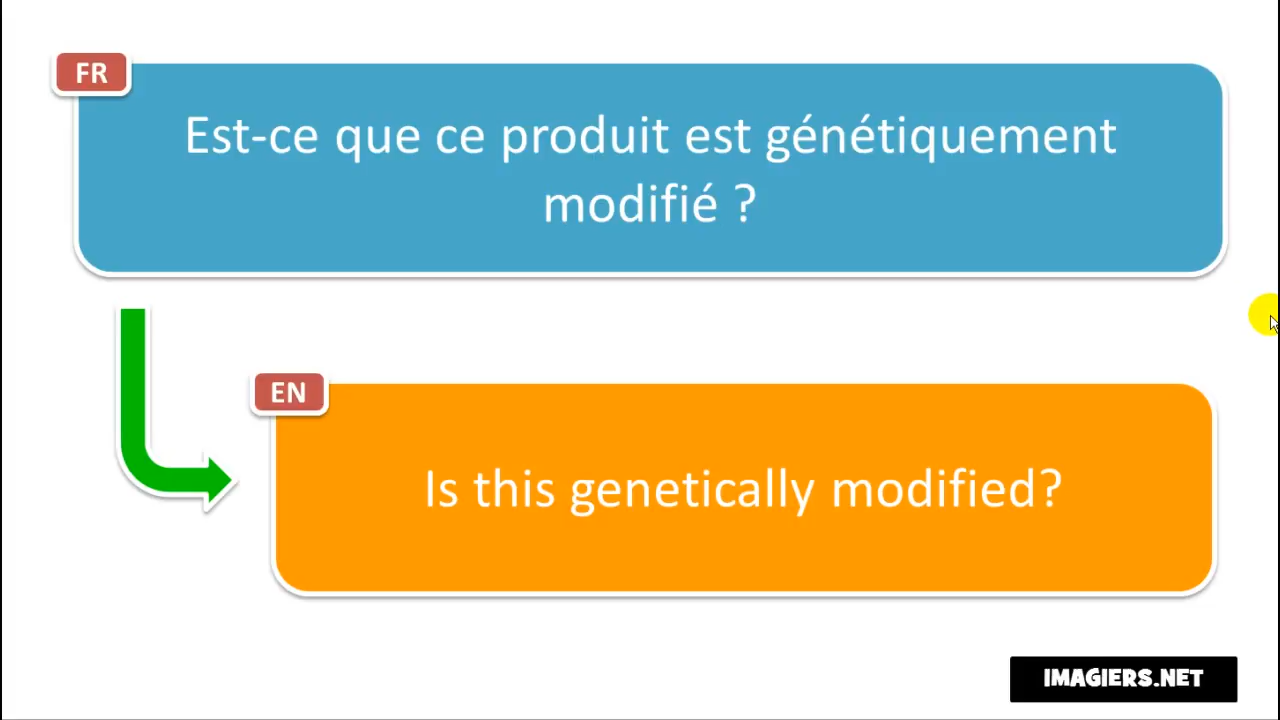 FR
Est-ce que ce produit est génétiquement
modifié ?
EN
Is this genetically modified?
IMAGIERS.NET